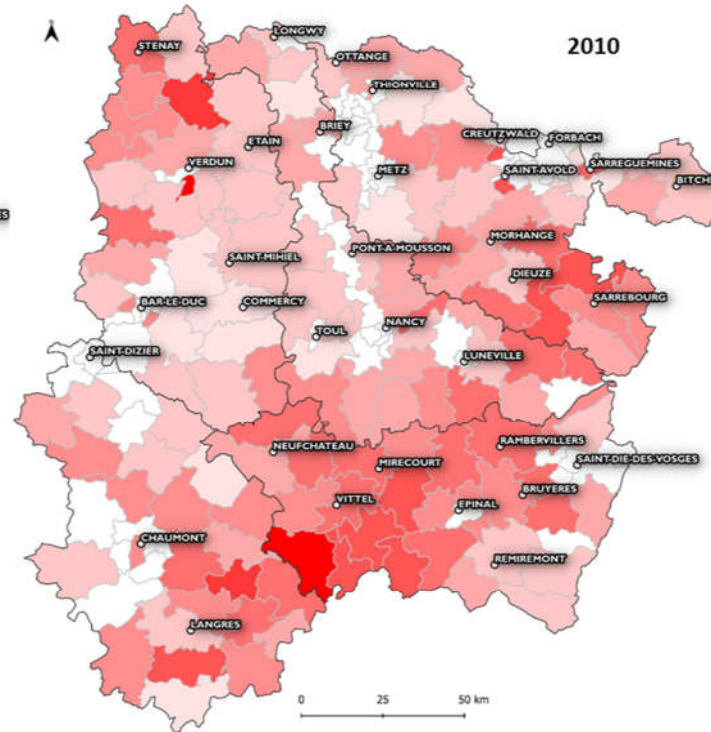 N
LONGWY
2010
STENAY
OTTANGE
THIONVILLE
BRIEY
CREUTZWALD
FORBACH
ETAIN
VERDUN
SARREGUEMINES
METZ
SAINT-AVOLD
BITCHE
ES
MORHANGE
PONT-A-MOUSSON
SAINT-MIHIEL
DIEUZE
BAR-LE-DUC
COMMERCY
SARREBOURG
TOUL
NANCY
SAINT-DIZIER
LUNEVILLE
NEUFCHATEAU
RAMBERVILLERS
MIRECOURT
SAINT-DIE-DES-VOSGES
VITTEL
BRUYERES
EPINAL
CHAUMONT
REMIREMONT
LANGRES
0 25 50 km